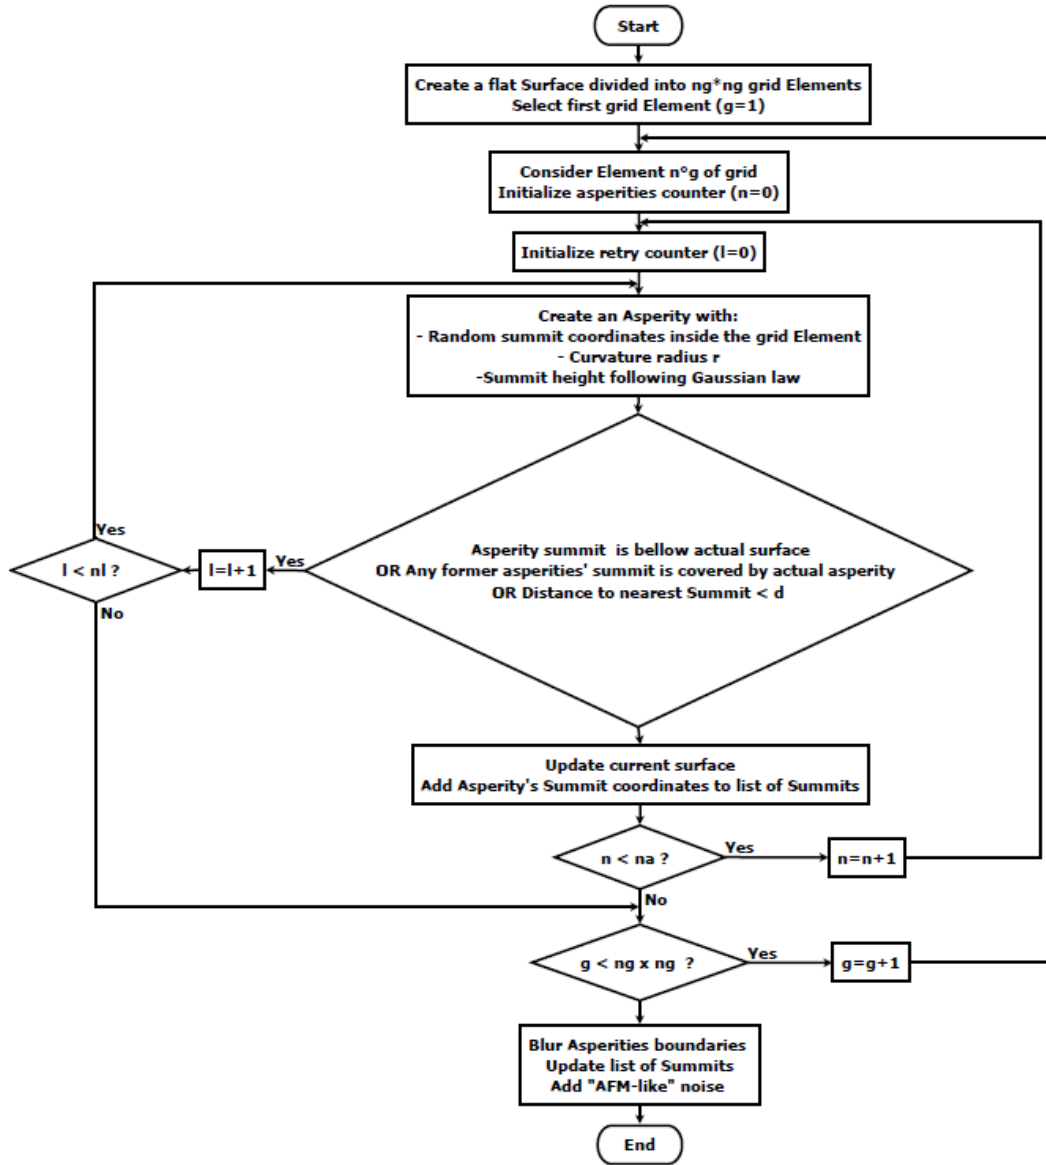 Start
Create a flat Surface divided into ng*ng grid Elements
Select first grid Element (g=1)
Consider Element n°g of grid
Initialize asperities counter (n=0)
Initialize retry counter (l=0)
Create an Asperity with:
- Random summit coordinates inside the grid Element
- Curvature radius r
-Summit height following Gaussian law
Asperity summit is bellow actual surface
OR Any former asperities' summit is covered by actual asperity
OR Distance to nearest Summit < d
Yes
l=l+1
l < nl ?
Yes
No
Update current surface
Add Asperity's Summit coordinates to list of Summits
n < na ?
Yes
n=n+1
No
g < ng x ng ?
Yes
g=g+1
Blur Asperities boundaries
Update list of Summits
Add "AFM-like" noise
End